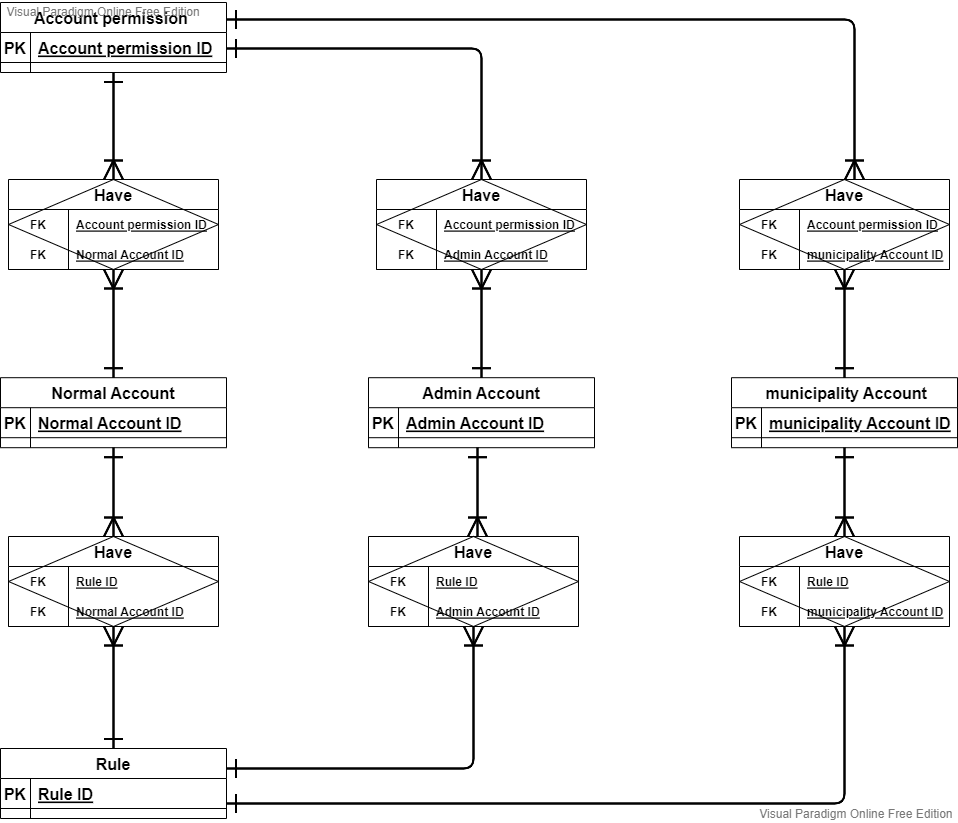 Visual Paradigm Online Free Edition
Account permission
PK Account permission ID
Have Have Have
FK Account permission ID FK Account permission ID FK Account permission ID
FK Normal Account ID FK Admin Account ID FK municipality Account ID
Normal Account Admin Account municipality Account
PK Normal Account ID PK Admin Account ID PK municipality Account ID
Have Have Have
FK Rule ID FK Rule ID FK Rule ID
FK Normal Account ID FK Admin Account ID FK municipality Account ID
Rule
PK Rule ID
Visual Paradigm Online Free Edition